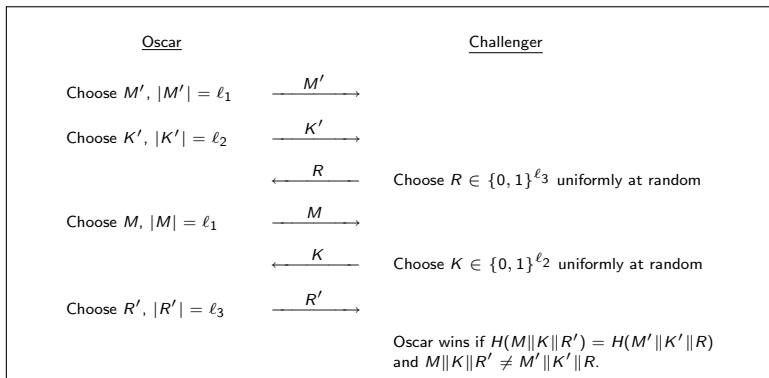 Oscar Challenger
Choose M′, |M′| = ℓ₁ M′
Choose K′, |K′| = ℓ₂ K′
R Choose R ∈ {0, 1}^ℓ₃ uniformly at random
Choose M, |M| = ℓ₁ M
K Choose K ∈ {0, 1}^ℓ₂ uniformly at random
Choose R′, |R′| = ℓ₃ R′
Oscar wins if H(M∥K∥R′) = H(M′∥K′∥R)
and M∥K∥R′ ≠ M′∥K′∥R.